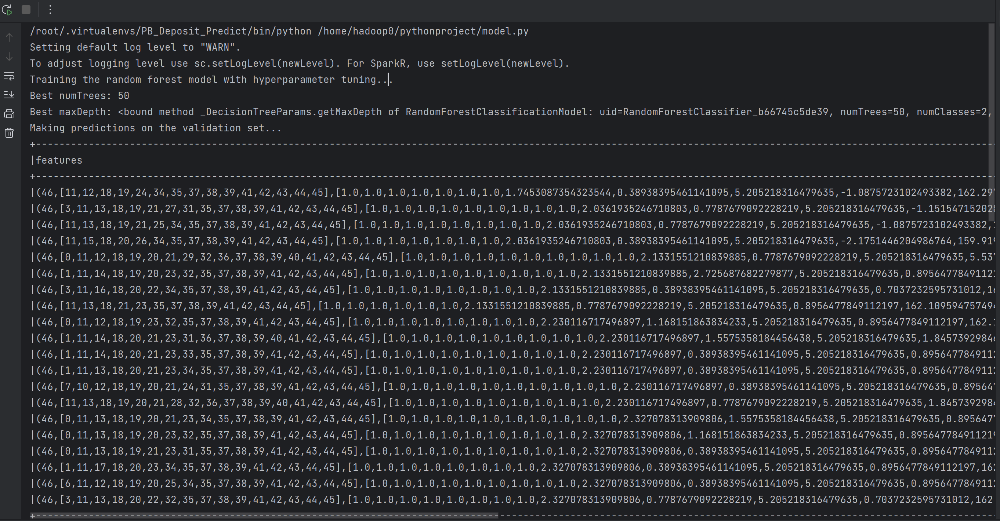 /root/.virtualenvs/PB_Deposit_Predict/bin/python /home/hadoop0/pythonproject/model.py
Setting default log level to "WARN".
To adjust logging level use sc.setLogLevel(newLevel). For SparkR, use setLogLevel(newLevel).
Training the random forest model with hyperparameter tuning...
Best numTrees: 50
Best maxDepth: <bound method _DecisionTreeParams.getMaxDepth of RandomForestClassificationModel: uid=RandomForestClassifier_b66745c5de39, numTrees=50, numClasses=2,
Making predictions on the validation set...
|features
|(46,[11,12,18,19,24,34,35,37,38,39,41,42,43,44,45],[1.0,1.0,1.0,1.0,1.0,1.0,1.0,1.7453087354323544,0.38938395461141095,5.205218316479635,-1.0875723102493382,162.297
|(46,[3,11,13,18,19,21,27,31,35,37,38,39,41,42,43,44,45],[1.0,1.0,1.0,1.0,1.0,1.0,1.0,1.0,1.0,2.0361935246710803,0.7787679092228219,5.205218316479635,-1.151547152028
|(46,[11,13,18,19,21,25,34,35,37,38,39,41,42,43,44,45],[1.0,1.0,1.0,1.0,1.0,1.0,1.0,1.0,2.0361935246710803,0.7787679092228219,5.205218316479635,-1.0875723102493382,1
|(46,[11,15,18,20,26,34,35,37,38,39,41,42,43,44,45],[1.0,1.0,1.0,1.0,1.0,1.0,1.0,2.0361935246710803,0.38938395461141095,5.205218316479635,-2.1751446204986764,159.919
|(46,[0,11,12,18,19,20,21,29,32,36,37,38,39,40,41,42,43,44,45],[1.0,1.0,1.0,1.0,1.0,1.0,1.0,1.0,1.0,1.0,2.1331551210839885,0.7787679092228219,5.205218316479635,5.537
|(46,[1,11,14,18,19,20,23,32,35,37,38,39,41,42,43,44,45],[1.0,1.0,1.0,1.0,1.0,1.0,1.0,1.0,1.0,2.1331551210839885,2.725687682279877,5.205218316479635,0.8956477849112
|(46,[3,11,16,18,20,22,34,35,37,38,39,41,42,43,44,45],[1.0,1.0,1.0,1.0,1.0,1.0,1.0,1.0,2.1331551210839885,0.38938395461141095,5.205218316479635,0.7037232595731012,16
|(46,[11,13,18,21,23,35,37,38,39,41,42,43,44,45],[1.0,1.0,1.0,1.0,1.0,1.0,2.1331551210839885,0.7787679092228219,5.205218316479635,0.8956477849112197,162.109594757494
|(46,[0,11,12,18,19,23,32,35,37,38,39,41,42,43,44,45],[1.0,1.0,1.0,1.0,1.0,1.0,1.0,1.0,2.230116717496897,1.168151863834233,5.205218316479635,0.8956477849112197,162.1
|(46,[1,11,14,18,20,21,23,31,36,37,38,39,40,41,42,43,44,45],[1.0,1.0,1.0,1.0,1.0,1.0,1.0,1.0,1.0,2.230116717496897,1.5575358184456438,5.205218316479635,1.84573929846
|(46,[1,11,14,18,20,21,23,33,35,37,38,39,41,42,43,44,45],[1.0,1.0,1.0,1.0,1.0,1.0,1.0,1.0,1.0,2.230116717496897,0.38938395461141095,5.205218316479635,0.8956477849112
|(46,[1,11,13,18,20,21,23,34,35,37,38,39,41,42,43,44,45],[1.0,1.0,1.0,1.0,1.0,1.0,1.0,1.0,1.0,2.230116717496897,0.38938395461141095,5.205218316479635,0.8956477849112
|(46,[7,10,12,18,19,20,21,24,31,35,37,38,39,41,42,43,44,45],[1.0,1.0,1.0,1.0,1.0,1.0,1.0,1.0,1.0,1.0,2.230116717496897,0.38938395461141095,5.205218316479635,0.895647
|(46,[11,13,18,19,20,21,28,32,36,37,38,39,40,41,42,43,44,45],[1.0,1.0,1.0,1.0,1.0,1.0,1.0,1.0,1.0,2.230116717496897,0.7787679092228219,5.205218316479635,1.8457392984
|(46,[0,11,13,18,19,20,21,23,34,35,37,38,39,41,42,43,44,45],[1.0,1.0,1.0,1.0,1.0,1.0,1.0,1.0,1.0,1.0,2.327078313909806,1.5575358184456438,5.205218316479635,0.895647
|(46,[0,11,13,18,19,20,23,32,35,37,38,39,41,42,43,44,45],[1.0,1.0,1.0,1.0,1.0,1.0,1.0,1.0,1.0,2.327078313909806,1.168151863834233,5.205218316479635,0.89564778491121
|(46,[0,11,13,18,19,21,23,31,35,37,38,39,41,42,43,44,45],[1.0,1.0,1.0,1.0,1.0,1.0,1.0,1.0,1.0,2.327078313909806,0.38938395461141095,5.205218316479635,0.8956477849112
|(46,[1,11,17,18,20,23,34,35,37,38,39,41,42,43,44,45],[1.0,1.0,1.0,1.0,1.0,1.0,1.0,1.0,2.327078313909806,0.38938395461141095,5.205218316479635,0.8956477849112197,162
|(46,[6,11,12,18,19,20,25,34,35,37,38,39,41,42,43,44,45],[1.0,1.0,1.0,1.0,1.0,1.0,1.0,1.0,1.0,2.327078313909806,0.38938395461141095,5.205218316479635,0.8956477849112
|(46,[3,11,13,18,20,22,32,35,37,38,39,41,42,43,44,45],[1.0,1.0,1.0,1.0,1.0,1.0,1.0,1.0,2.327078313909806,0.7787679092228219,5.205218316479635,0.7037232595731012,162